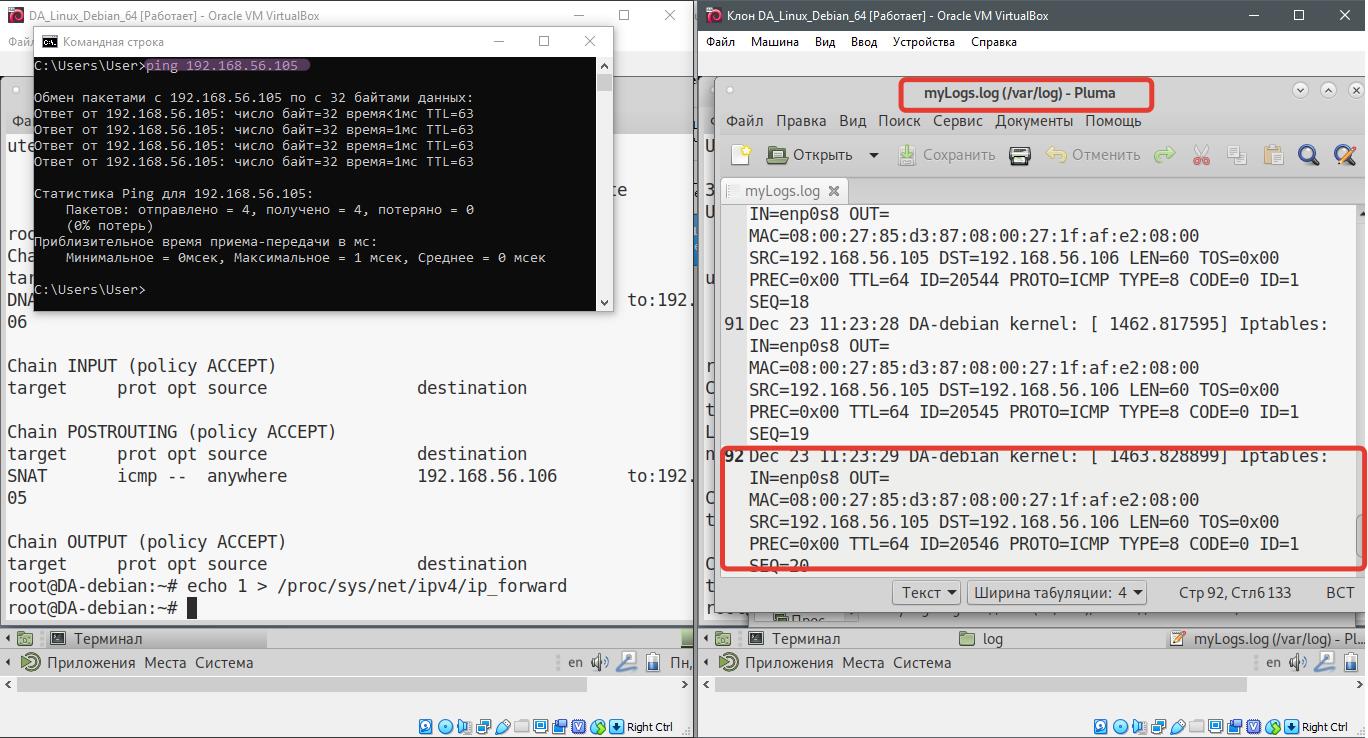 DA_Linux_Debian_64 [Работает] - Oracle VM VirtualBox
Командная строка
C:\Users\User>ping 192.168.56.105
Обмен пакетами с 192.168.56.105 по с 32 байтами данных:
Ответ от 192.168.56.105: число байт=32 время<1мс TTL=63
Ответ от 192.168.56.105: число байт=32 время=1мс TTL=63
Ответ от 192.168.56.105: число байт=32 время=1мс TTL=63
Ответ от 192.168.56.105: число байт=32 время=1мс TTL=63
Статистика Ping для 192.168.56.105:
Пакетов: отправлено = 4, получено = 4, потеряно = 0
(0% потерь)
Приблизительное время приема-передачи в мс:
Минимальное = 0мсек, Максимальное = 1 мсек, Среднее = 0 мсек
C:\Users\User>
to:192.
06
Chain INPUT (policy ACCEPT)
target prot opt source destination
Chain POSTROUTING (policy ACCEPT)
target prot opt source destination
SNAT icmp -- anywhere 192.168.56.106 to:192.
05
Chain OUTPUT (policy ACCEPT)
target prot opt source destination
root@DA-debian:~# echo 1 > /proc/sys/net/ipv4/ip_forward
root@DA-debian:~#
Терминал
Приложения Места Система
en
Пн,
Right Ctrl
Клон DA_Linux_Debian_64 [Работает] - Oracle VM VirtualBox
Файл Машина Вид Ввод Устройства Справка
myLogs.log (/var/log) - Pluma
Файл Правка Вид Поиск Сервис Документы Помощь
Открыть Сохранить Отменить
myLogs.log
IN=enp0s8 OUT=
MAC=08:00:27:85:d3:87:08:00:27:1f:af:e2:08:00
SRC=192.168.56.105 DST=192.168.56.106 LEN=60 TOS=0x00
PREC=0x00 TTL=64 ID=20544 PROTO=ICMP TYPE=8 CODE=0 ID=1
SEQ=18
91 Dec 23 11:23:28 DA-debian kernel: [ 1462.817595] Iptables:
IN=enp0s8 OUT=
MAC=08:00:27:85:d3:87:08:00:27:1f:af:e2:08:00
SRC=192.168.56.105 DST=192.168.56.106 LEN=60 TOS=0x00
PREC=0x00 TTL=64 ID=20545 PROTO=ICMP TYPE=8 CODE=0 ID=1
SEQ=19
92 Dec 23 11:23:29 DA-debian kernel: [ 1463.828899] Iptables:
IN=enp0s8 OUT=
MAC=08:00:27:85:d3:87:08:00:27:1f:af:e2:08:00
SRC=192.168.56.105 DST=192.168.56.106 LEN=60 TOS=0x00
PREC=0x00 TTL=64 ID=20546 PROTO=ICMP TYPE=8 CODE=0 ID=1
SEQ=20
Текст Ширина табуляции: 4 Стр 92, Стлб 133 ВСТ
Терминал log myLogs.log (/var/log) - Pl...
Приложения Места Система
en
Right Ctrl